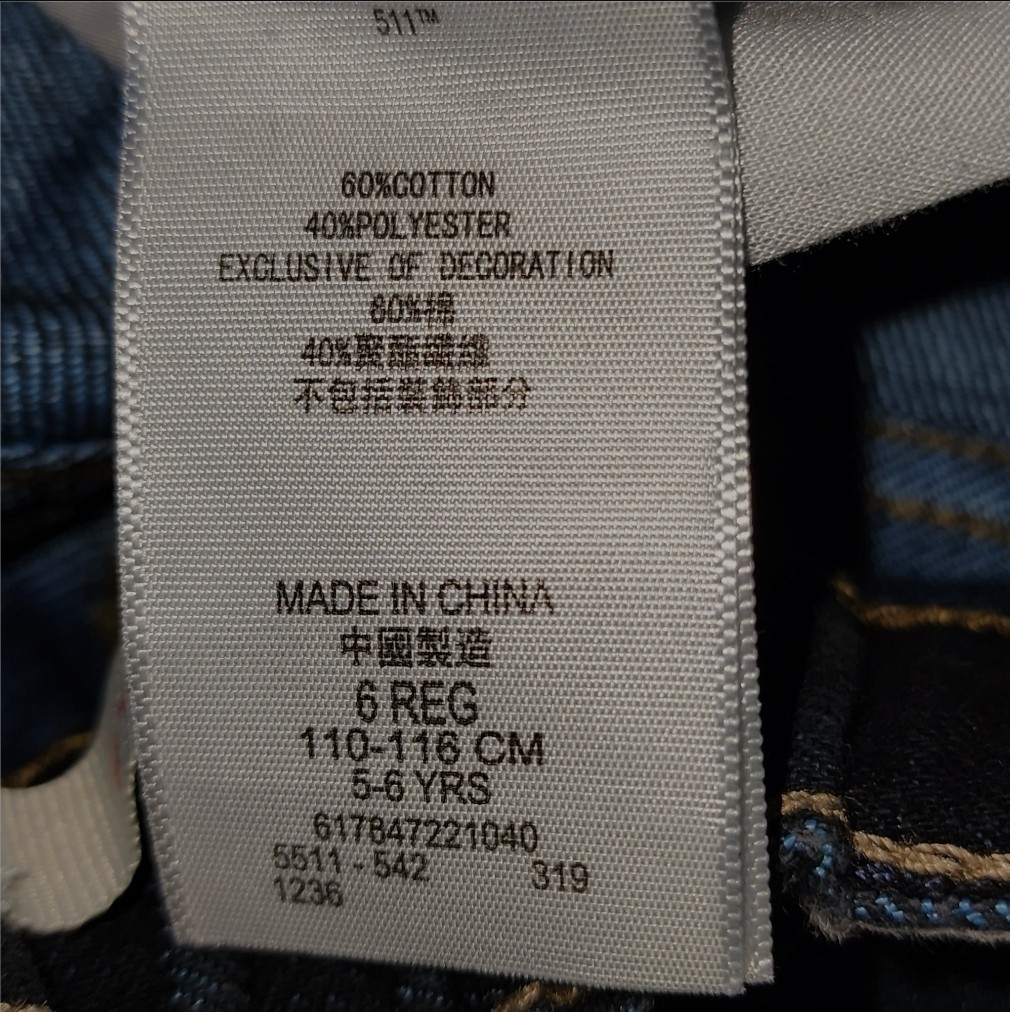 511™
60%COTTON
40%POLYESTER
EXCLUSIVE OF DECORATION
60%棉
40%聚酯纖維
不包括裝飾部分
MADE IN CHINA
中國製造
6 REG
110-116 CM
5-6 YRS
617847221040
5511 - 542 319
1236